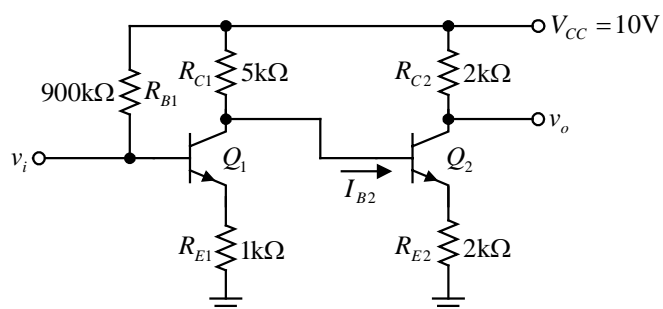 V_CC = 10V
R_C1 5kΩ
R_C2 2kΩ
900kΩ R_B1
v_o
v_i
Q_1
Q_2
I_B2
R_E1 1kΩ
R_E2 2kΩ